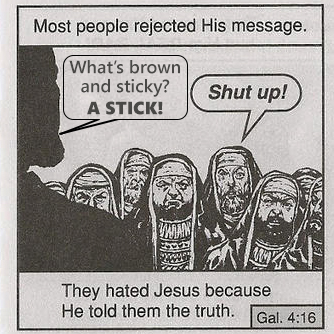 Most people rejected His message.
What's brown
and sticky?
A STICK!
Shut up!
They hated Jesus because
He told them the truth.
Gal. 4:16